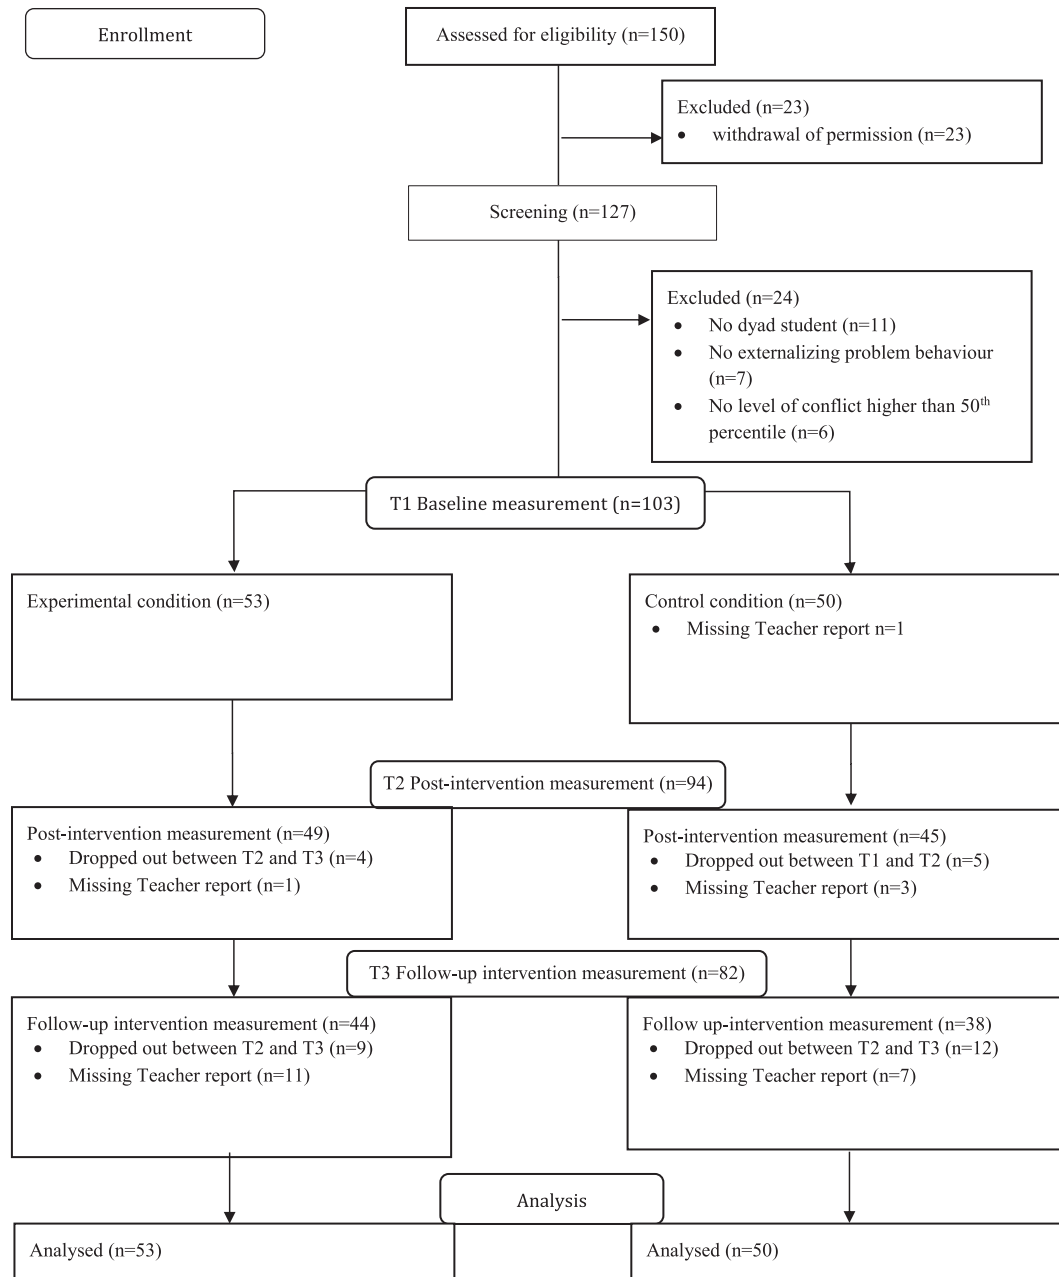 Enrollment
Assessed for eligibility (n=150)
Excluded (n=23)
• withdrawal of permission (n=23)
Screening (n=127)
Excluded (n=24)
• No dyad student (n=11)
• No externalizing problem behaviour
(n=7)
• No level of conflict higher than 50th
percentile (n=6)
T1 Baseline measurement (n=103)
Experimental condition (n=53)
Control condition (n=50)
• Missing Teacher report n=1
T2 Post-intervention measurement (n=94)
Post-intervention measurement (n=49)
• Dropped out between T2 and T3 (n=4)
• Missing Teacher report (n=1)
Post-intervention measurement (n=45)
• Dropped out between T1 and T2 (n=5)
• Missing Teacher report (n=3)
T3 Follow-up intervention measurement (n=82)
Follow-up intervention measurement (n=44)
• Dropped out between T2 and T3 (n=9)
• Missing Teacher report (n=11)
Follow up-intervention measurement (n=38)
• Dropped out between T2 and T3 (n=12)
• Missing Teacher report (n=7)
Analysis
Analysed (n=53)
Analysed (n=50)